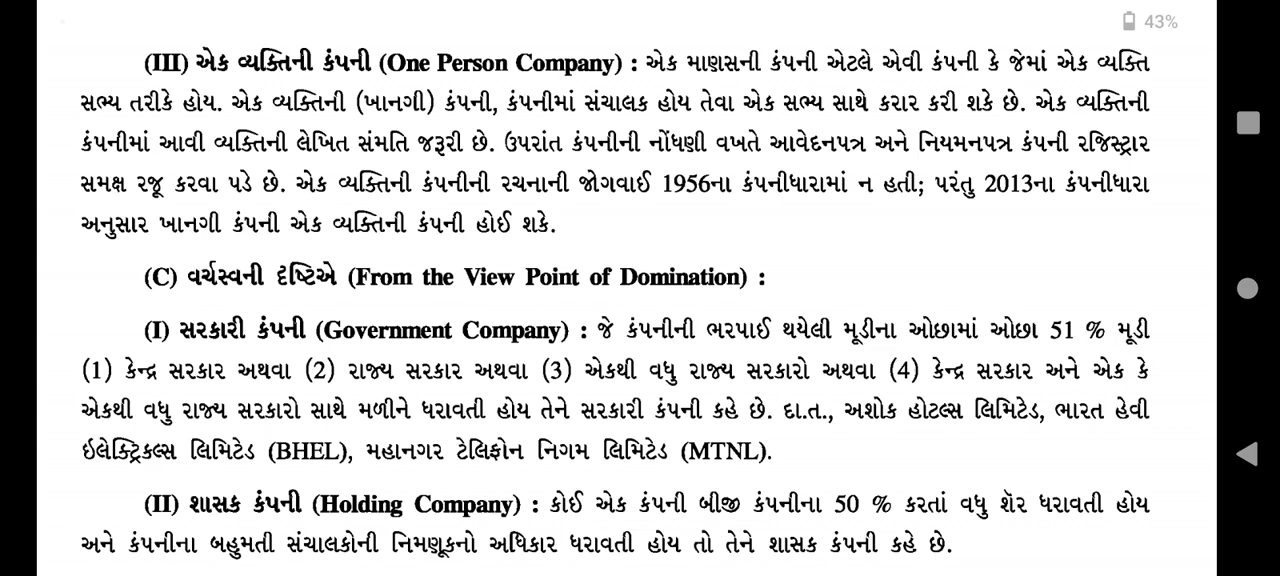 43%
(III) એક વ્યક્તિની કંપની (One Person Company) : એક માણસની કંપની એટલે એવી કંપની કે જેમાં એક વ્યક્તિ
સભ્ય તરીકે હોય. એક વ્યક્તિની (ખાનગી) કંપની, કંપનીમાં સંચાલક હોય તેવા એક સભ્ય સાથે કરાર કરી શકે છે. એક વ્યક્તિની
કંપનીમાં આવી વ્યક્તિની લેખિત સંમતિ જરૂરી છે. ઉપરાંત કંપનીની નોંધણી વખતે આવેદનપત્ર અને નિયમનપત્ર કંપની રજિસ્ટ્રાર
સમક્ષ રજૂ કરવા પડે છે. એક વ્યક્તિની કંપનીની રચનાની જોગવાઈ 1956ના કંપનીધારામાં ન હતી; પરંતુ 2013ના કંપનીધારા
અનુસાર ખાનગી કંપની એક વ્યક્તિની કંપની હોઈ શકે.
(C) વર્ચસ્વની દૃષ્ટિએ (From the View Point of Domination) :
(I) સરકારી કંપની (Government Company) : જે કંપનીની ભરપાઈ થયેલી મૂડીના ઓછામાં ઓછા 51 % મૂડી
(1) કેન્દ્ર સરકાર અથવા (2) રાજ્ય સરકાર અથવા (3) એકથી વધુ રાજ્ય સરકારો અથવા (4) કેન્દ્ર સરકાર અને એક કે
એકથી વધુ રાજ્ય સરકારો સાથે મળીને ધરાવતી હોય તેને સરકારી કંપની કહે છે. દા.ત., અશોક હોટલ્સ લિમિટેડ, ભારત હેવી
ઇલેક્ટ્રિકલ્સ લિમિટેડ (BHEL), મહાનગર ટેલિફોન નિગમ લિમિટેડ (MTNL).
(II) શાસક કંપની (Holding Company) : કોઈ એક કંપની બીજી કંપનીના 50 % કરતાં વધુ શૅર ધરાવતી હોય
અને કંપનીના બહુમતી સંચાલકોની નિમણૂકનો અધિકાર ધરાવતી હોય તો તેને શાસક કંપની કહે છે.